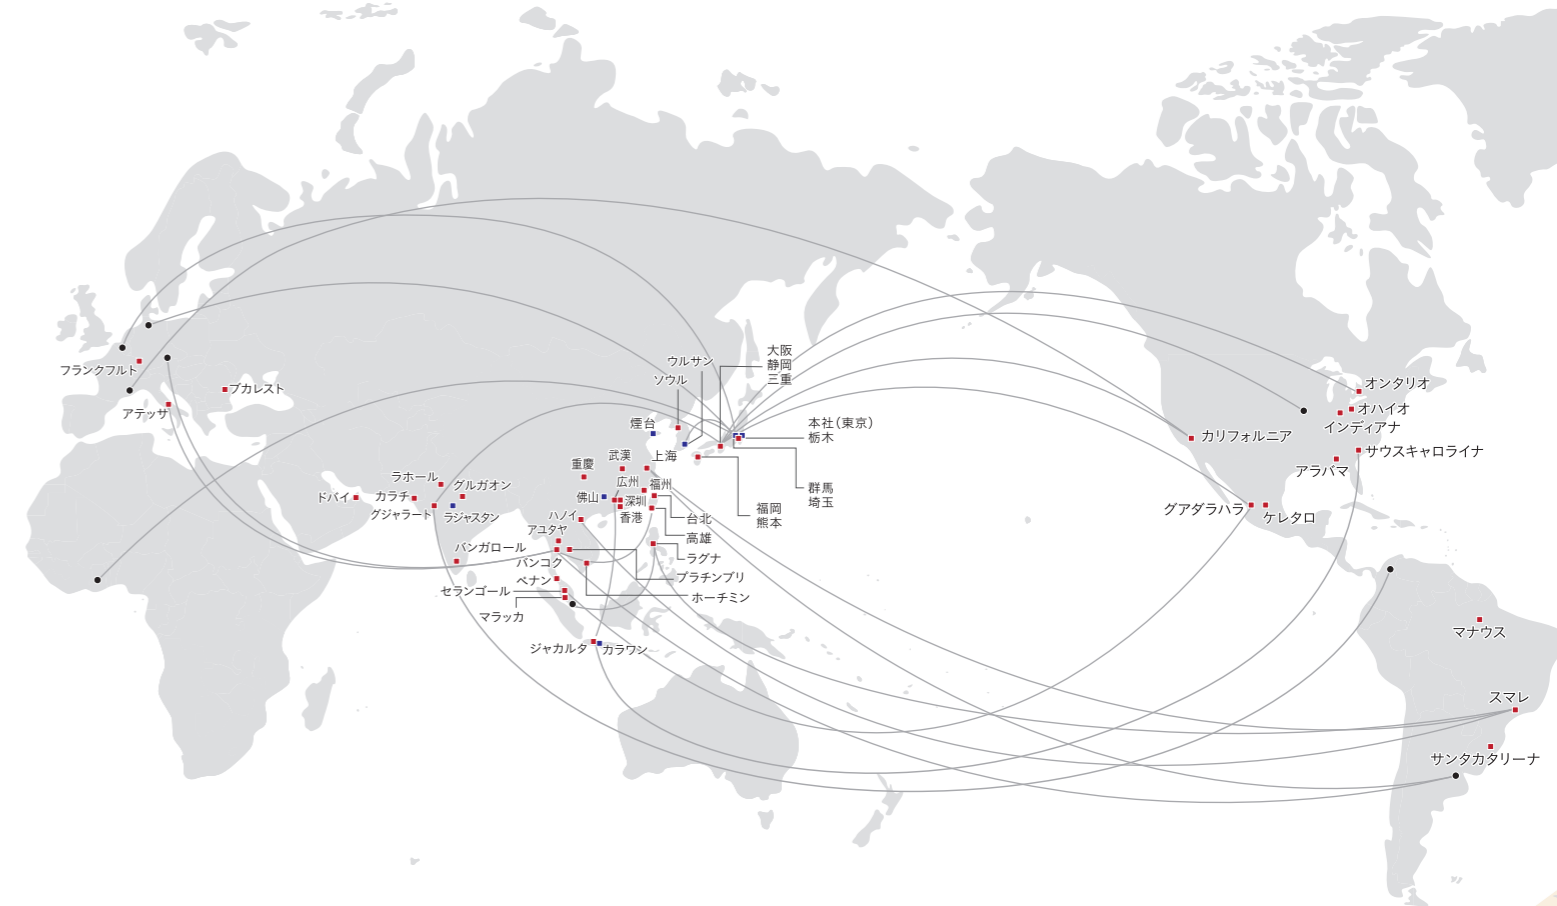 フランクフルト
アテッサ
ブカレスト
ドバイ
ラホール
カラチ
グルガオン
グジャラート
ラジャスタン
バンガロール
ウルサン
ソウル
煙台
上海
武漢
重慶
広州
福州
佛山
深圳
香港
ハノイ
アユタヤ
バンコク
ペナン
セランゴール
マラッカ
ジャカルタ
カラワン
台北
高雄
ラグナ
プラチンブリ
ホーチミン
大阪
静岡
三重
本社(東京)
栃木
群馬
埼玉
福岡
熊本
オンタリオ
オハイオ
インディアナ
カリフォルニア
サウスキャロライナ
アラバマ
グアダラハラ
ケレタロ
マナウス
スマレ
サンタカタリーナ